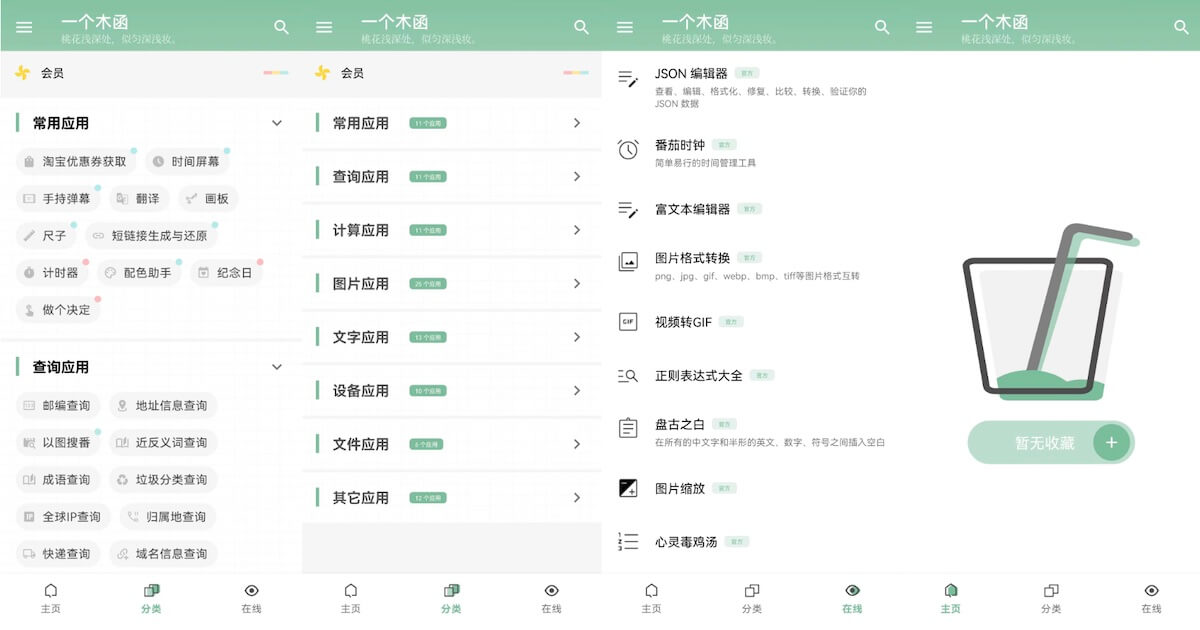 一个木函
桃花浅深处，似匀深浅妆。
会员
常用应用
淘宝优惠券获取 时间屏幕
手持弹幕 翻译 画板
尺子 短链接生成与还原
计时器 配色助手 纪念日
做个决定
查询应用
邮编查询 地址信息查询
以图搜番 近反义词查询
成语查询 垃圾分类查询
全球IP查询 归属地查询
快递查询 域名信息查询
主页 分类 在线
一个木函
桃花浅深处，似匀深浅妆。
会员
常用应用 11 个应用
查询应用 11 个应用
计算应用 11 个应用
图片应用 25 个应用
文字应用 13 个应用
设备应用 10 个应用
文件应用 6 个应用
其它应用 12 个应用
主页 分类 在线
一个木函
桃花浅深处，似匀深浅妆。
JSON 编辑器 官方
查看、编辑、格式化、修复、比较、转换、验证你的
JSON 数据
番茄时钟 官方
简单易行的时间管理工具
富文本编辑器 官方
图片格式转换 官方
png、jpg、gif、webp、bmp、tiff等图片格式互转
GIF 视频转GIF 官方
正则表达式大全 官方
盘古之白 官方
在所有的中文字和半形的英文、数字、符号之间插入空白
图片缩放 官方
心灵毒鸡汤 官方
主页 分类 在线
一个木函
桃花浅深处，似匀深浅妆。
暂无收藏 +
主页 分类 在线